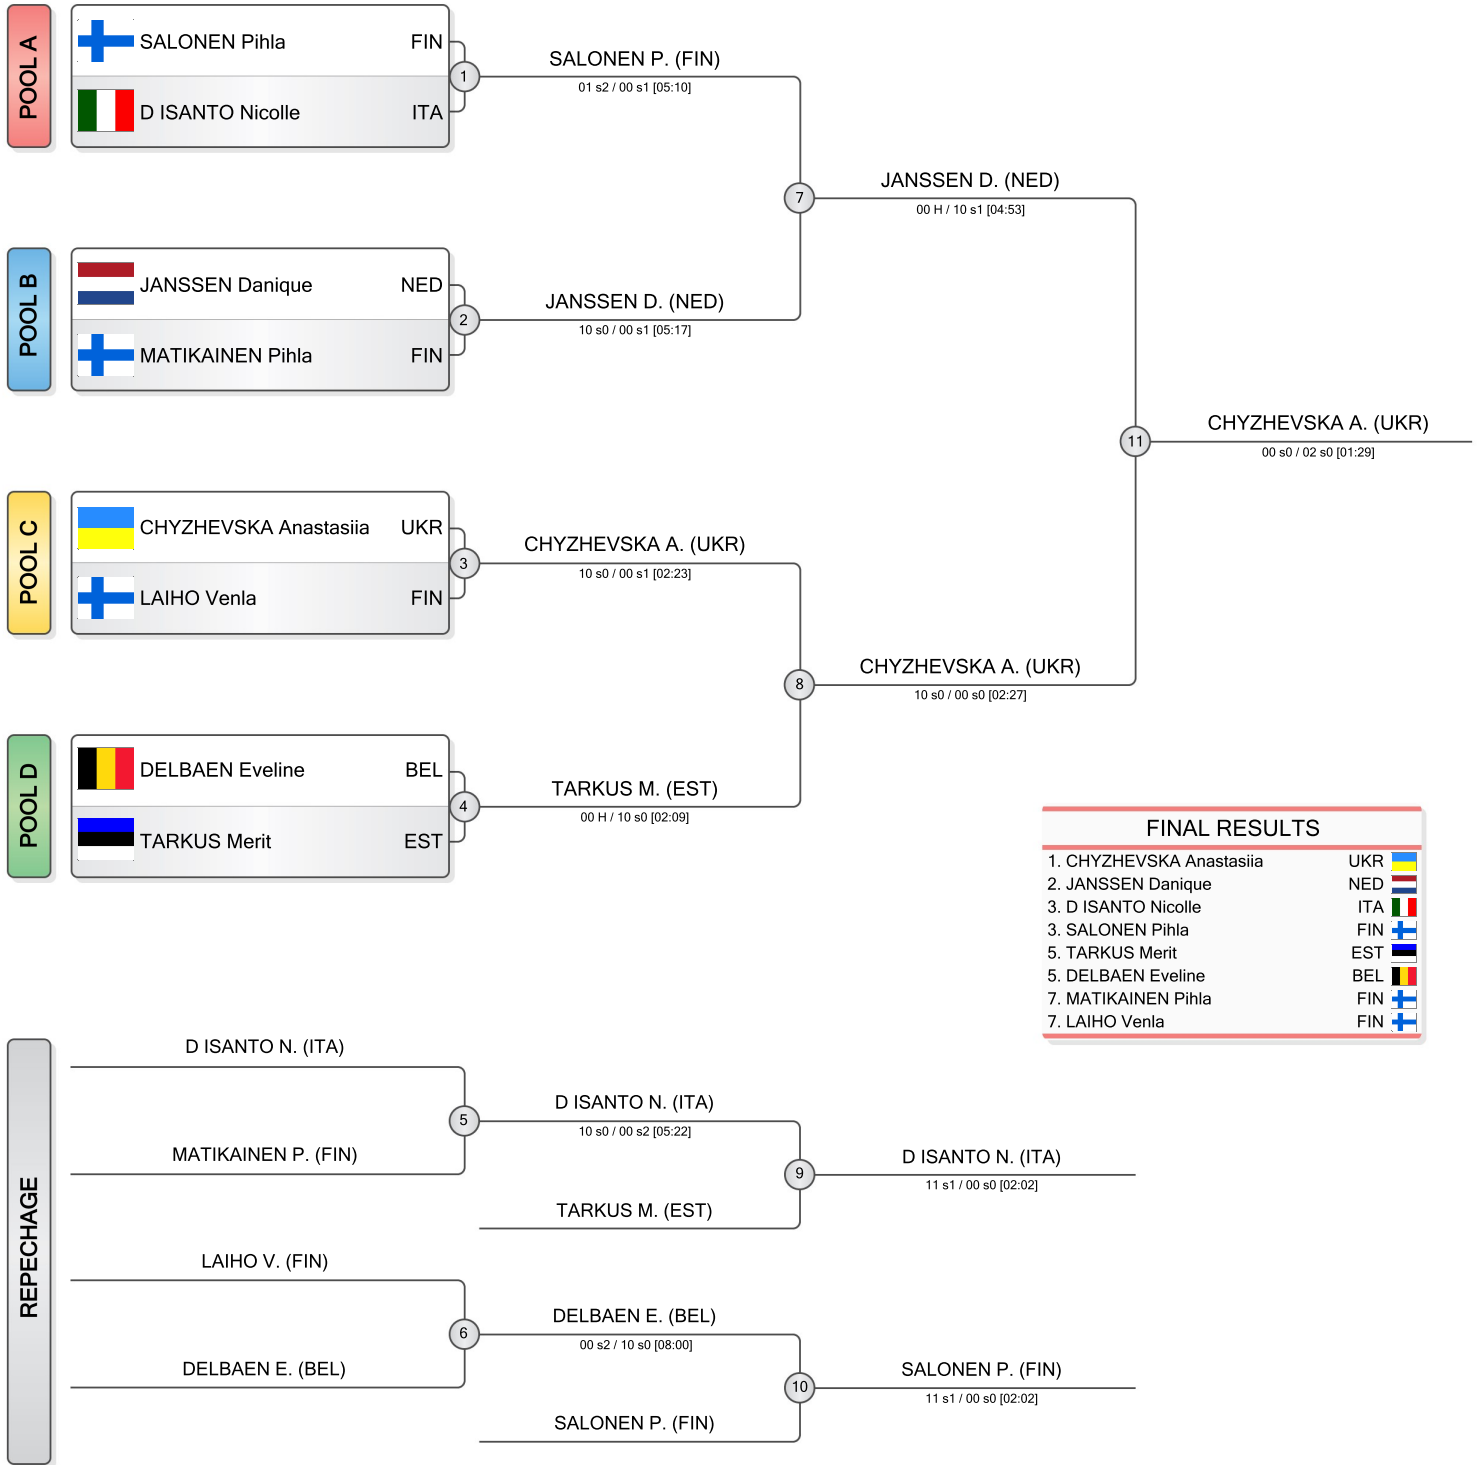 POOL A
SALONEN Pihla FIN
D ISANTO Nicolle ITA
1
SALONEN P. (FIN)
01 s2 / 00 s1 [05:10]
7
JANSSEN D. (NED)
00 H / 10 s1 [04:53]
POOL B
JANSSEN Danique NED
MATIKAINEN Pihla FIN
2
JANSSEN D. (NED)
10 s0 / 00 s1 [05:17]
11
CHYZHEVSKA A. (UKR)
00 s0 / 02 s0 [01:29]
POOL C
CHYZHEVSKA Anastasiia UKR
LAIHO Venla FIN
3
CHYZHEVSKA A. (UKR)
10 s0 / 00 s1 [02:23]
8
CHYZHEVSKA A. (UKR)
10 s0 / 00 s0 [02:27]
POOL D
DELBAEN Eveline BEL
TARKUS Merit EST
4
TARKUS M. (EST)
00 H / 10 s0 [02:09]
FINAL RESULTS
1. CHYZHEVSKA Anastasiia UKR
2. JANSSEN Danique NED
3. D ISANTO Nicolle ITA
3. SALONEN Pihla FIN
5. TARKUS Merit EST
5. DELBAEN Eveline BEL
7. MATIKAINEN Pihla FIN
7. LAIHO Venla FIN
REPECHAGE
D ISANTO N. (ITA)
MATIKAINEN P. (FIN)
5
D ISANTO N. (ITA)
10 s0 / 00 s2 [05:22]
TARKUS M. (EST)
9
D ISANTO N. (ITA)
11 s1 / 00 s0 [02:02]
LAIHO V. (FIN)
DELBAEN E. (BEL)
6
DELBAEN E. (BEL)
00 s2 / 10 s0 [08:00]
SALONEN P. (FIN)
10
SALONEN P. (FIN)
11 s1 / 00 s0 [02:02]